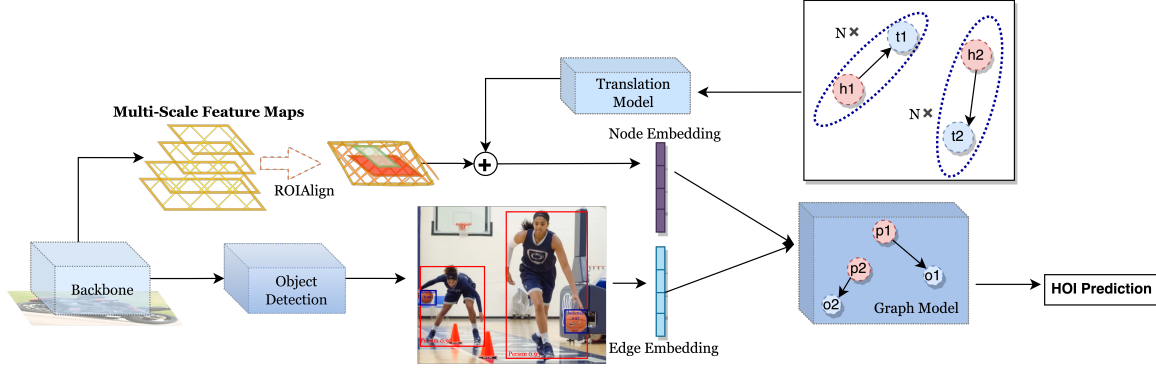 N ✖
t1
h2
h1
N ✖
t2
Translation
Model
Multi-Scale Feature Maps
ROIAlign
+
Node Embedding
Backbone
Object
Detection
Edge Embedding
p1
p2
o1
o2
Graph Model
HOI Prediction